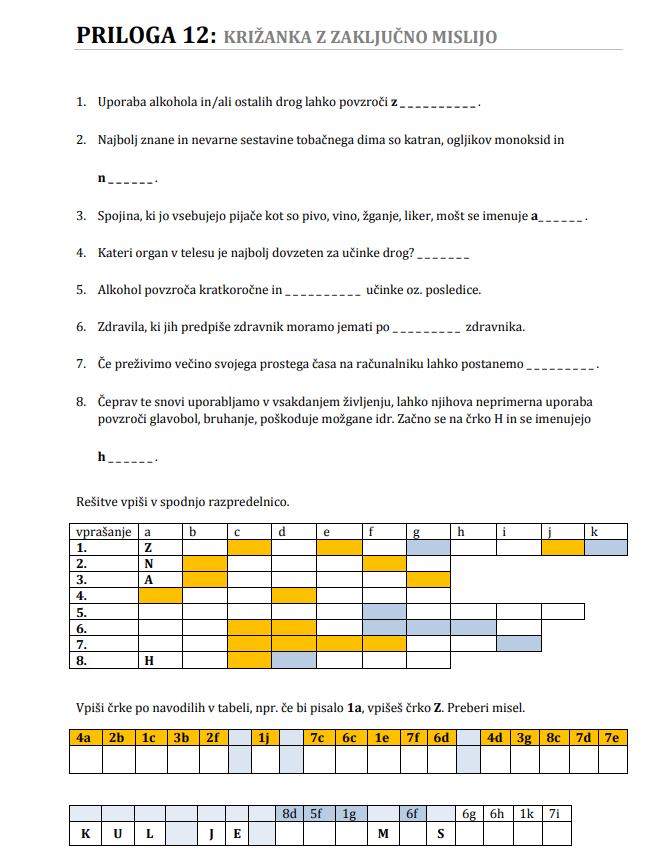 PRILOGA 12: KRIŽANKA Z ZAKLJUČNO MISLIJO
1. Uporaba alkohola in/ali ostalih drog lahko povzroči z _ _ _ _ _ _ _ _ _ _ .
2. Najbolj znane in nevarne sestavine tobačnega dima so katran, ogljikov monoksid in
n _ _ _ _ _ _ .
3. Spojina, ki jo vsebujejo pijače kot so pivo, vino, žganje, liker, mošt se imenuje a _ _ _ _ _ _ .
4. Kateri organ v telesu je najbolj dovzeten za učinke drog? _ _ _ _ _ _ _
5. Alkohol povzroča kratkoročne in _ _ _ _ _ _ _ _ _ _ učinke oz. posledice.
6. Zdravila, ki jih predpiše zdravnik moramo jemati po _ _ _ _ _ _ _ _ _ zdravnika.
7. Če preživimo večino svojega prostega časa na računalniku lahko postanemo _ _ _ _ _ _ _ _ _ .
8. Čeprav te snovi uporabljamo v vsakdanjem življenju, lahko njihova neprimerna uporaba
povzroči glavobol, bruhanje, poškoduje možgane idr. Začno se na črko H in se imenujejo
h _ _ _ _ _ _ .
Rešitve vpiši v spodnjo razpredelnico.
vprašanje a b c d e f g h i j k
1. Z
2. N
3. A
4.
5.
6.
7.
8. H
Vpiši črke po navodilih v tabeli, npr. če bi pisalo 1a, vpišeš črko Z. Preberi misel.
4a 2b 1c 3b 2f 1j 7c 6c 1e 7f 6d 4d 3g 8c 7d 7e
8d 5f 1g 6f 6g 6h 1k 7i
K U L J E M S